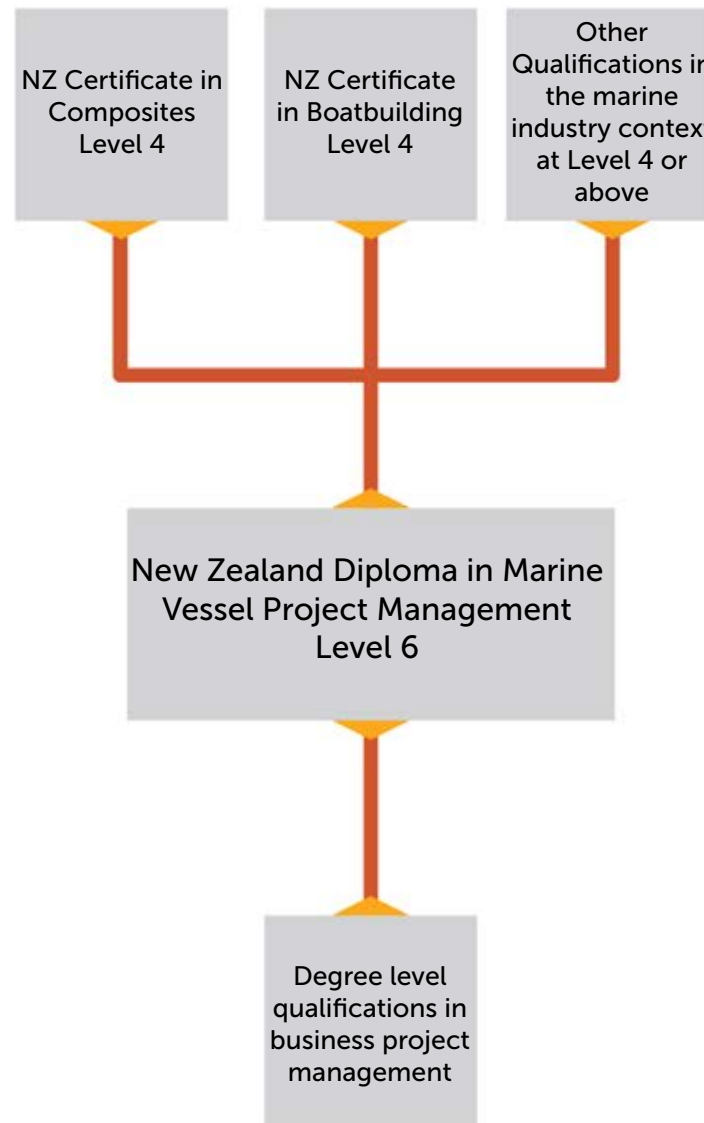 NZ Certificate in
Composites
Level 4
NZ Certificate
in Boatbuilding
Level 4
Other
Qualifications in
the marine
industry context
at Level 4 or
above
New Zealand Diploma in Marine
Vessel Project Management
Level 6
Degree level
qualifications in
business project
management